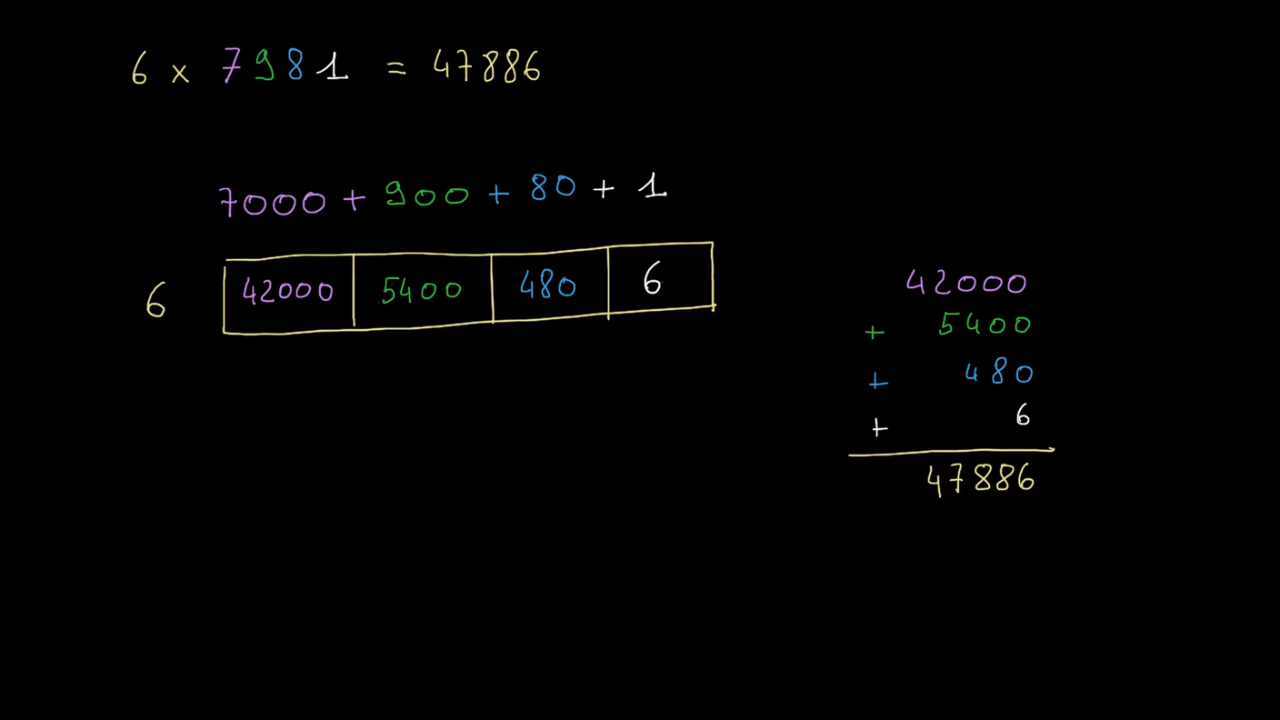 6 x 7981 = 47886
7000 + 900 + 80 + 1
6 42000 5400 480 6
42000
+ 5400
+ 480
+ 6
47886